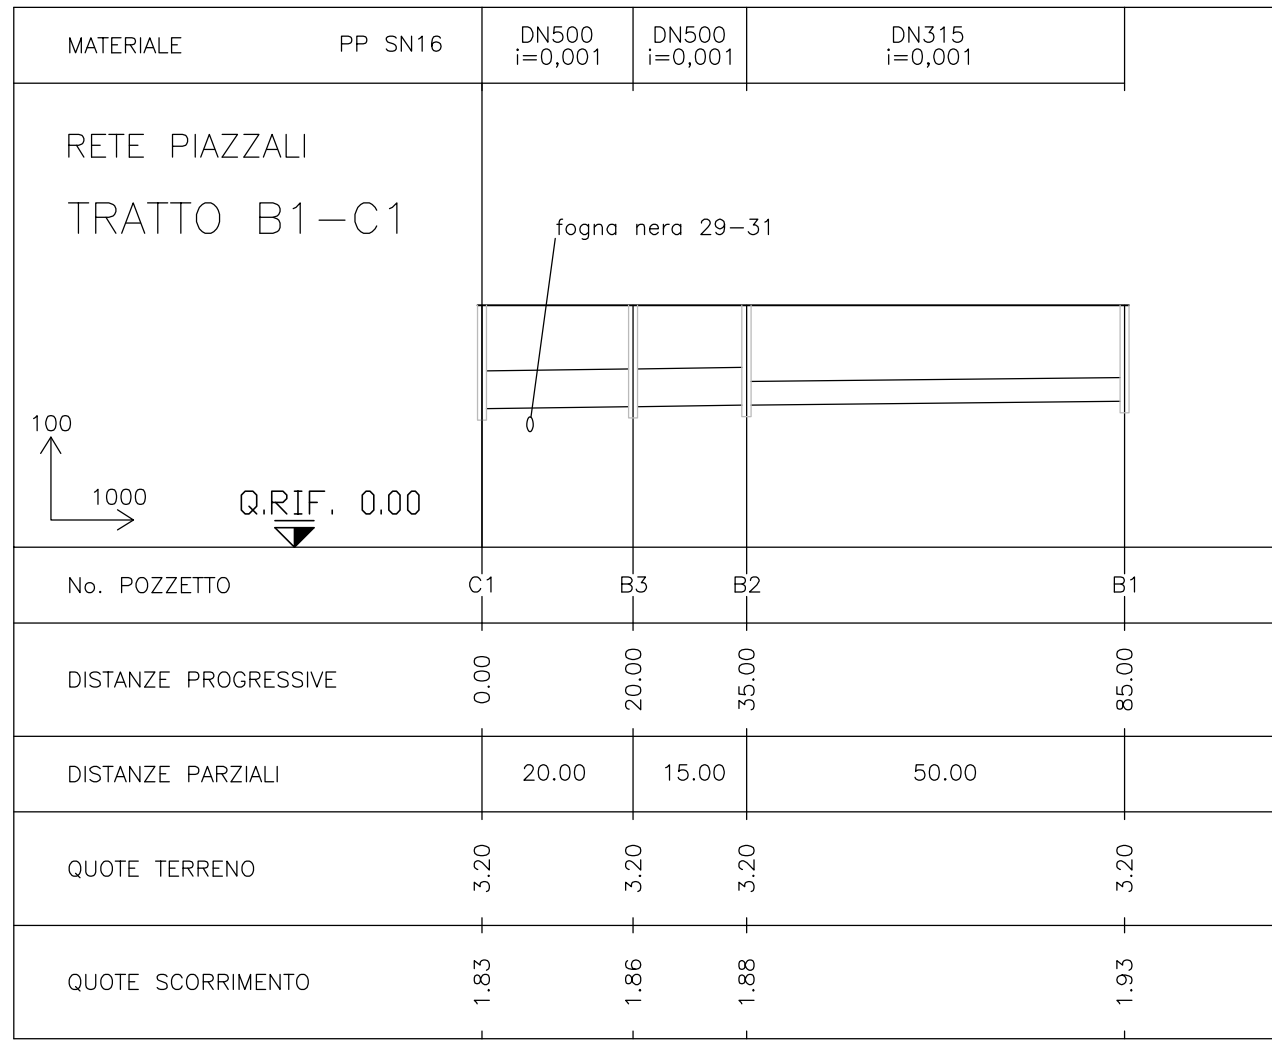 MATERIALE PP SN16 DN500 DN500 DN315
i=0,001 i=0,001 i=0,001
RETE PIAZZALI
TRATTO B1-C1
fogna nera 29-31
100
1000
Q.RIF. 0.00
No. POZZETTO C1 B3 B2 B1
DISTANZE PROGRESSIVE 0.00 20.00 35.00 85.00
DISTANZE PARZIALI 20.00 15.00 50.00
QUOTE TERRENO 3.20 3.20 3.20 3.20
QUOTE SCORRIMENTO 1.83 1.86 1.88 1.93